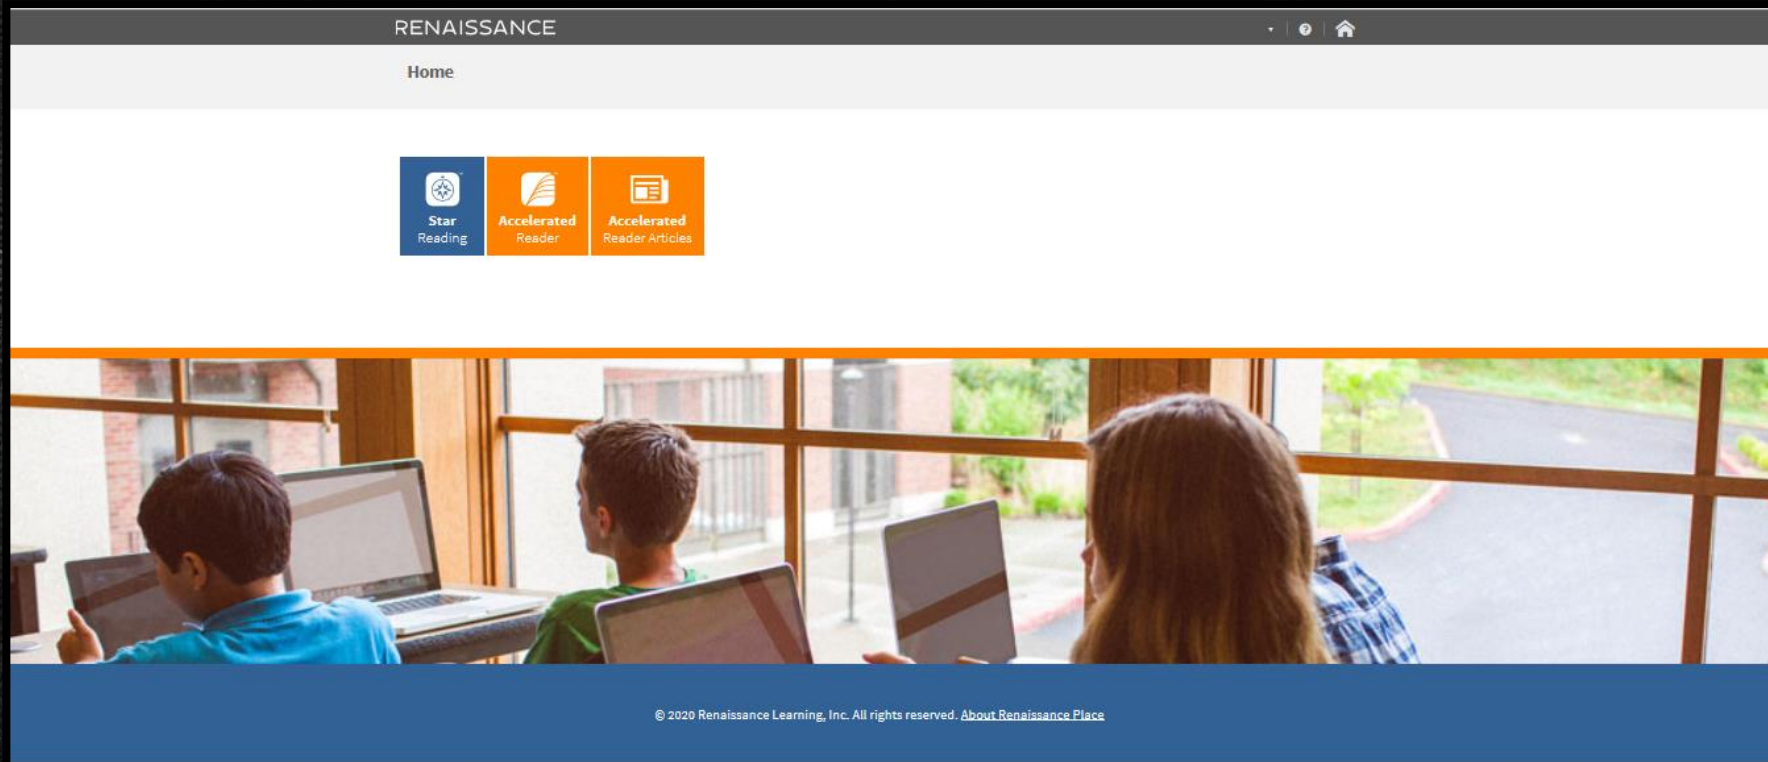 RENAISSANCE
Home
Star
Reading
Accelerated
Reader
Accelerated
Reader Articles
© 2020 Renaissance Learning, Inc. All rights reserved. About Renaissance Place